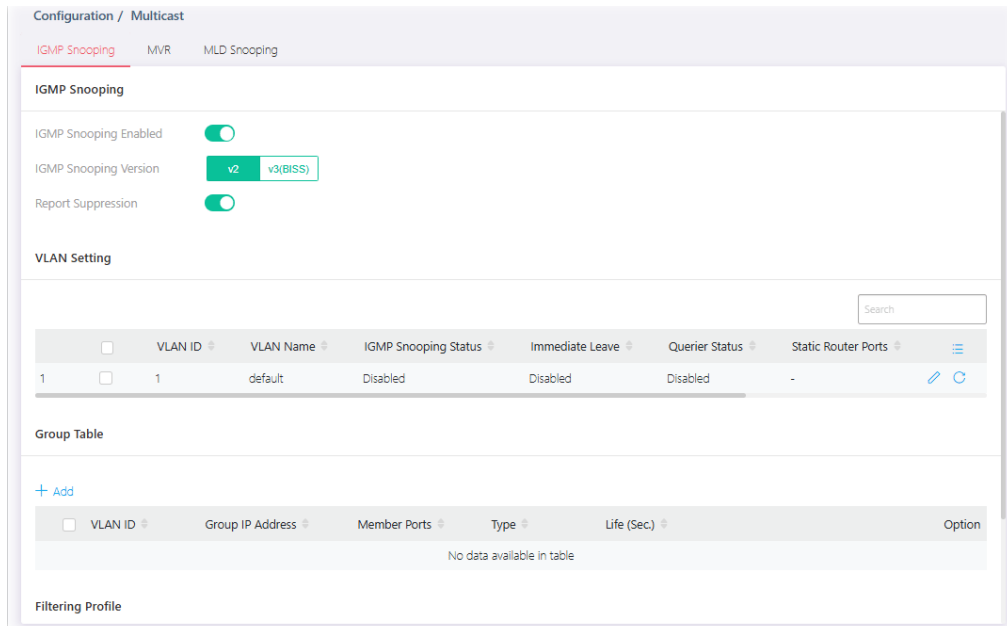 Configuration / Multicast
IGMP Snooping MVR MLD Snooping
IGMP Snooping
IGMP Snooping Enabled
IGMP Snooping Version v2 v3(BISS)
Report Suppression
VLAN Setting
Search
VLAN ID VLAN Name IGMP Snooping Status Immediate Leave Querier Status Static Router Ports
1 1 default Disabled Disabled Disabled -
Group Table
+ Add
VLAN ID Group IP Address Member Ports Type Life (Sec.) Option
No data available in table
Filtering Profile